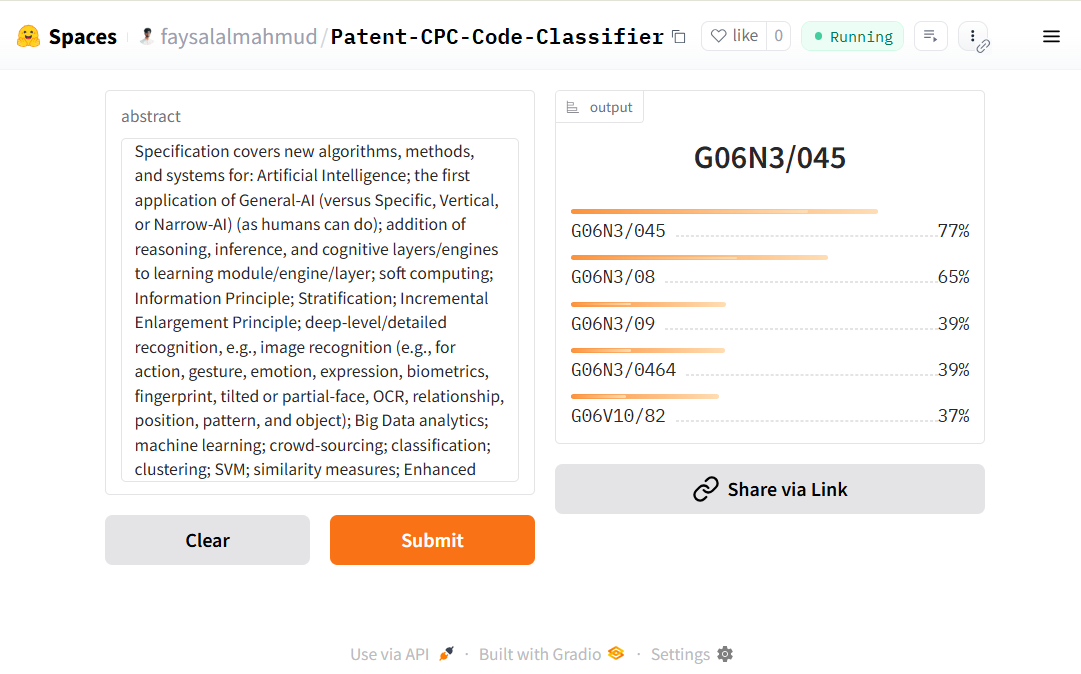 Spaces faysalalmahmud/Patent-CPC-Code-Classifier like 0 Running
abstract
Specification covers new algorithms, methods,
and systems for: Artificial Intelligence; the first
application of General-AI (versus Specific, Vertical,
or Narrow-AI) (as humans can do); addition of
reasoning, inference, and cognitive layers/engines
to learning module/engine/layer; soft computing;
Information Principle; Stratification; Incremental
Enlargement Principle; deep-level/detailed
recognition, e.g., image recognition (e.g., for
action, gesture, emotion, expression, biometrics,
fingerprint, tilted or partial-face, OCR, relationship,
position, pattern, and object); Big Data analytics;
machine learning; crowd-sourcing; classification;
clustering; SVM; similarity measures; Enhanced
Clear
Submit
output
G06N3/045
G06N3/045 77%
G06N3/08 65%
G06N3/09 39%
G06N3/0464 39%
G06V10/82 37%
Share via Link
Use via API · Built with Gradio · Settings